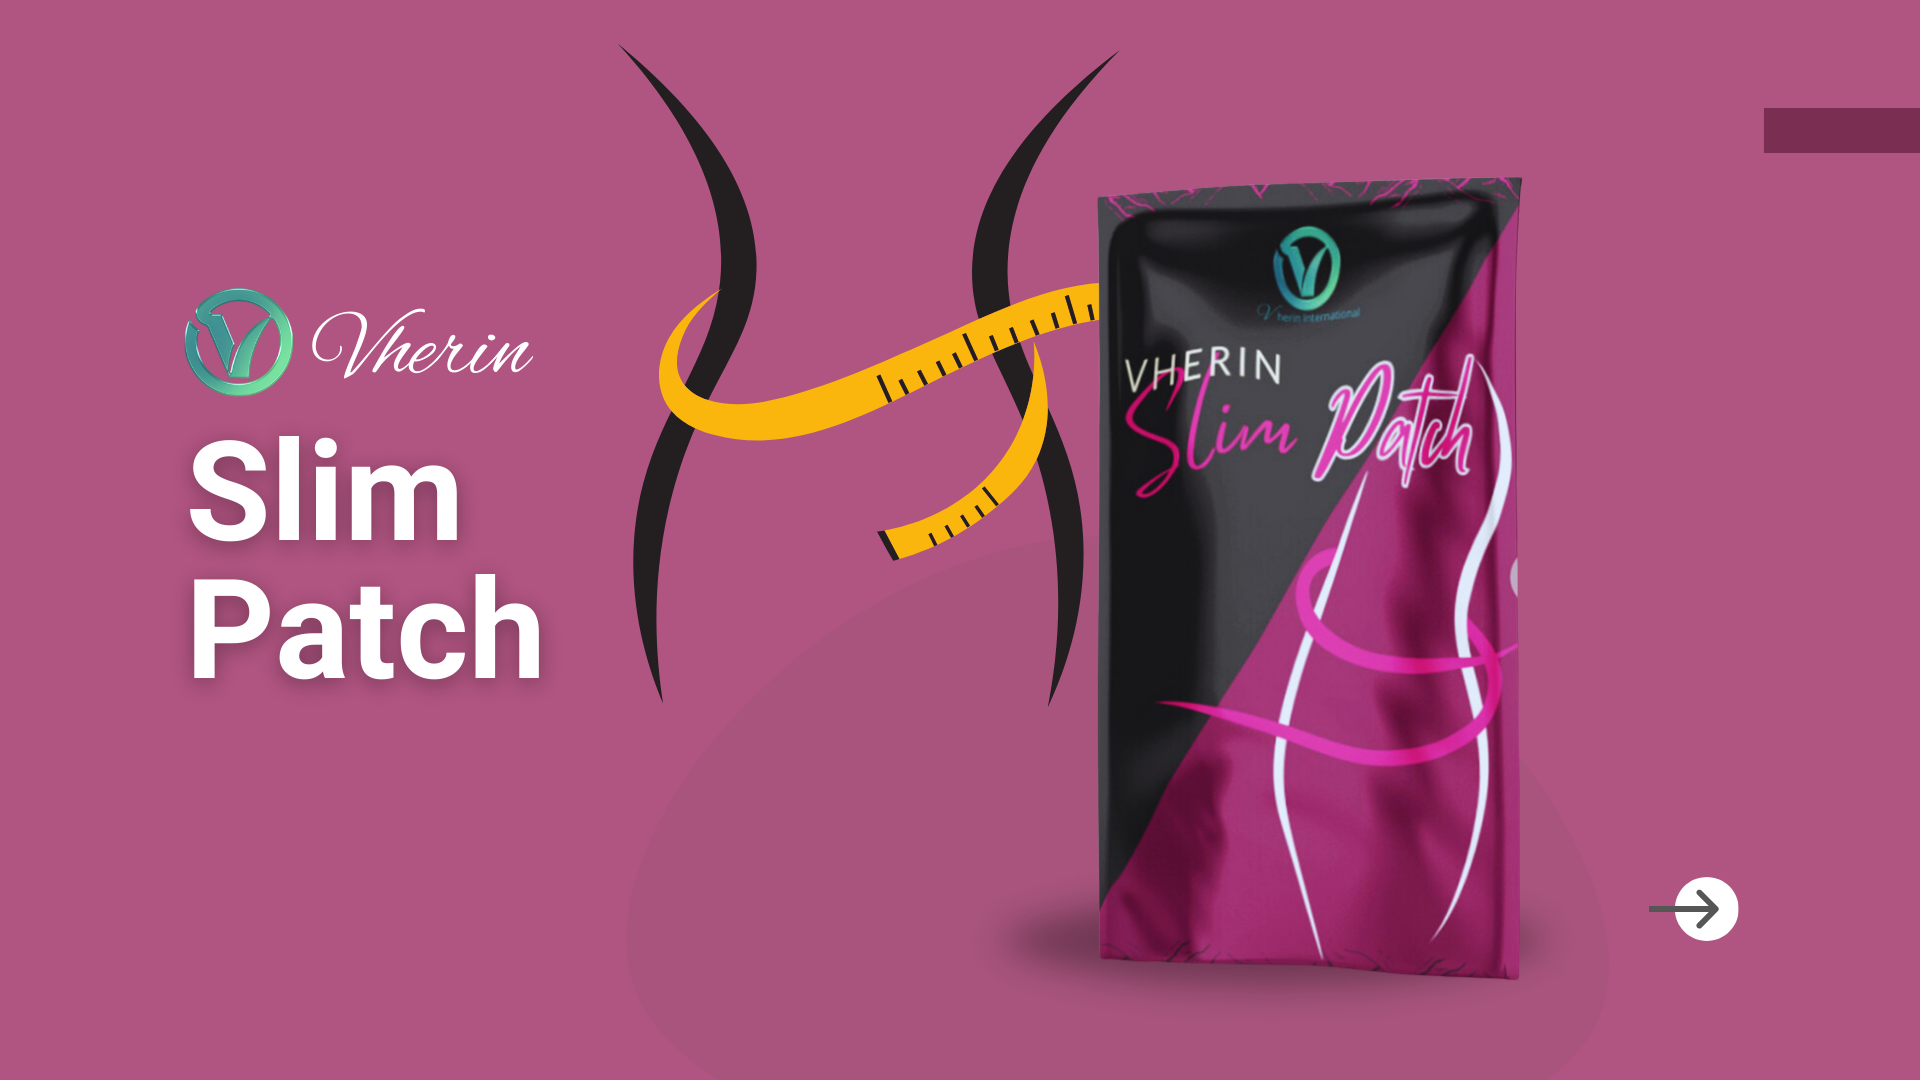 Vherin
Slim
Patch
Vherin International
VHERIN
Slim Patch